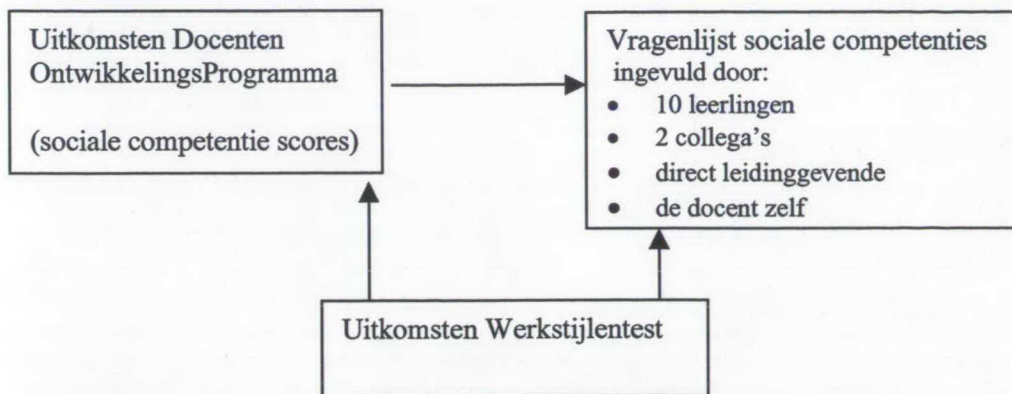 Uitkomsten Docenten
OntwikkelingsProgramma
(sociale competentie scores)
Vragenlijst sociale competenties
ingevuld door:
• 10 leerlingen
• 2 collega's
• direct leidinggevende
• de docent zelf
Uitkomsten Werkstijlentest